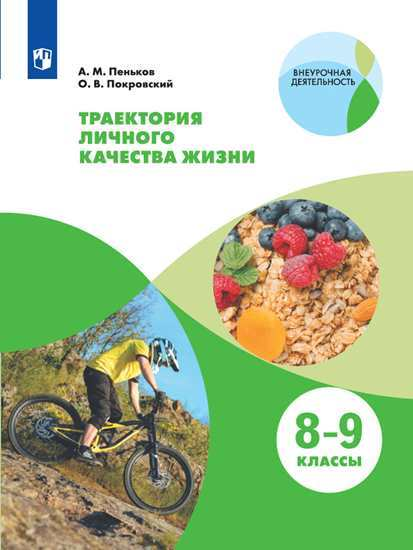 А. М. Пеньков
О. В. Покровский
ТРАЕКТОРИЯ
ЛИЧНОГО
КАЧЕСТВА ЖИЗНИ
ВНЕУРОЧНАЯ
ДЕЯТЕЛЬНОСТЬ
8–9
КЛАССЫ